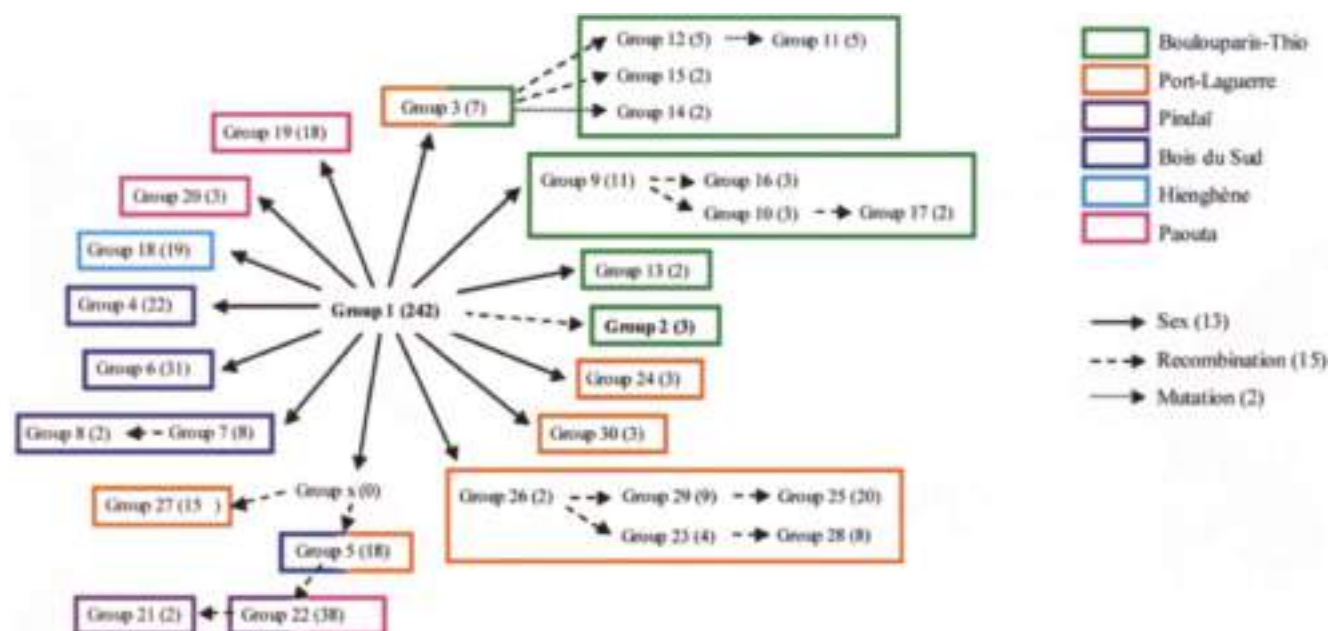 Group 12 (5) Group 11 (5)
Group 15 (2)
Group 14 (2)
Group 3 (7)
Group 19 (18)
Group 9 (11) Group 16 (3)
Group 10 (3) Group 17 (2)
Group 20 (3)
Group 18 (19)
Group 13 (2)
Group 4 (22)
Group 1 (242)
Group 2 (3)
Group 6 (31)
Group 24 (3)
Group 8 (2) Group 7 (8)
Group 30 (3)
Group x (0)
Group 27 (15 )
Group 26 (2) Group 29 (9) Group 25 (20)
Group 23 (4) Group 28 (8)
Group 5 (18)
Group 21 (2) Group 22 (38)
Boulouparis-Thio
Port-Laguerre
Pindaï
Bois du Sud
Hienghène
Paouta
Sex (13)
Recombination (15)
Mutation (2)